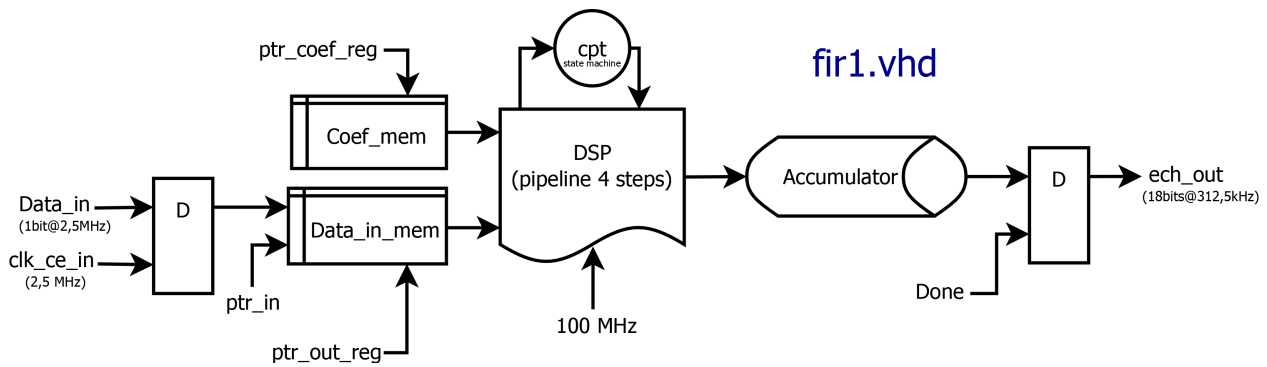 fir1.vhd
ptr_coef_reg
cpt
state machine
Coef_mem
DSP
(pipeline 4 steps)
Accumulator
D
ech_out
(18bits@312,5kHz)
Data_in
(1bit@2,5MHz)
D
Data_in_mem
clk_ce_in
(2,5 MHz)
ptr_in
Done
100 MHz
ptr_out_reg